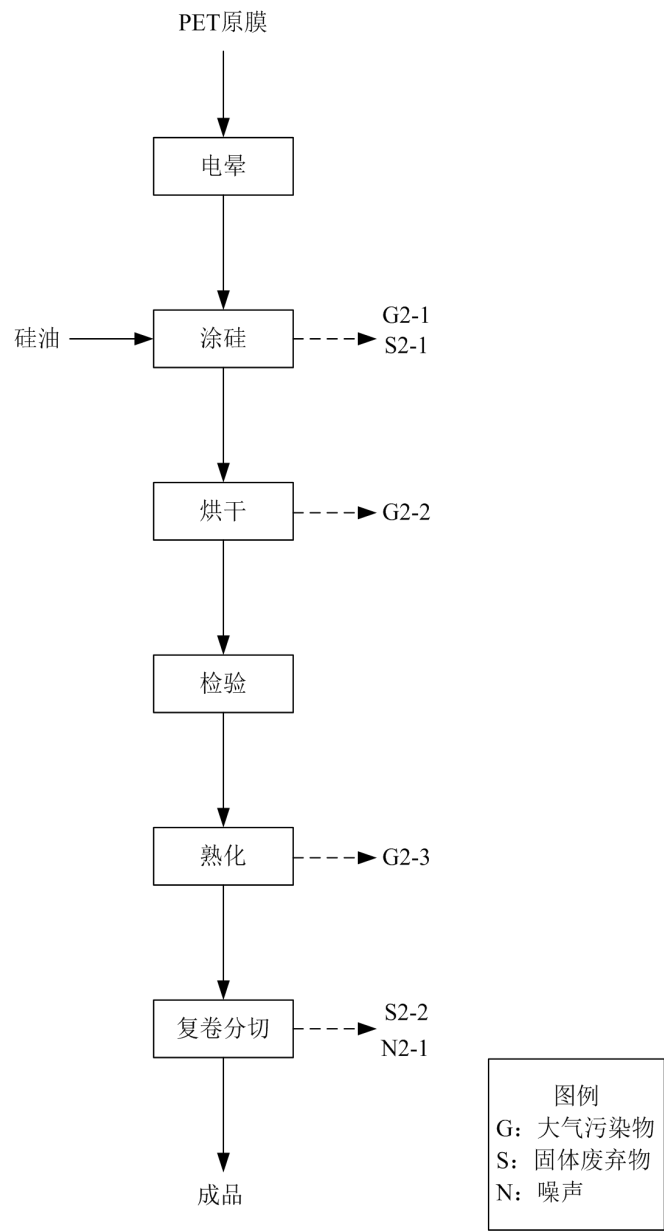 PET原膜
电晕
硅油
涂硅
G2-1
S2-1
烘干
G2-2
检验
熟化
G2-3
复卷分切
S2-2
N2-1
成品
图例
G：大气污染物
S：固体废弃物
N：噪声